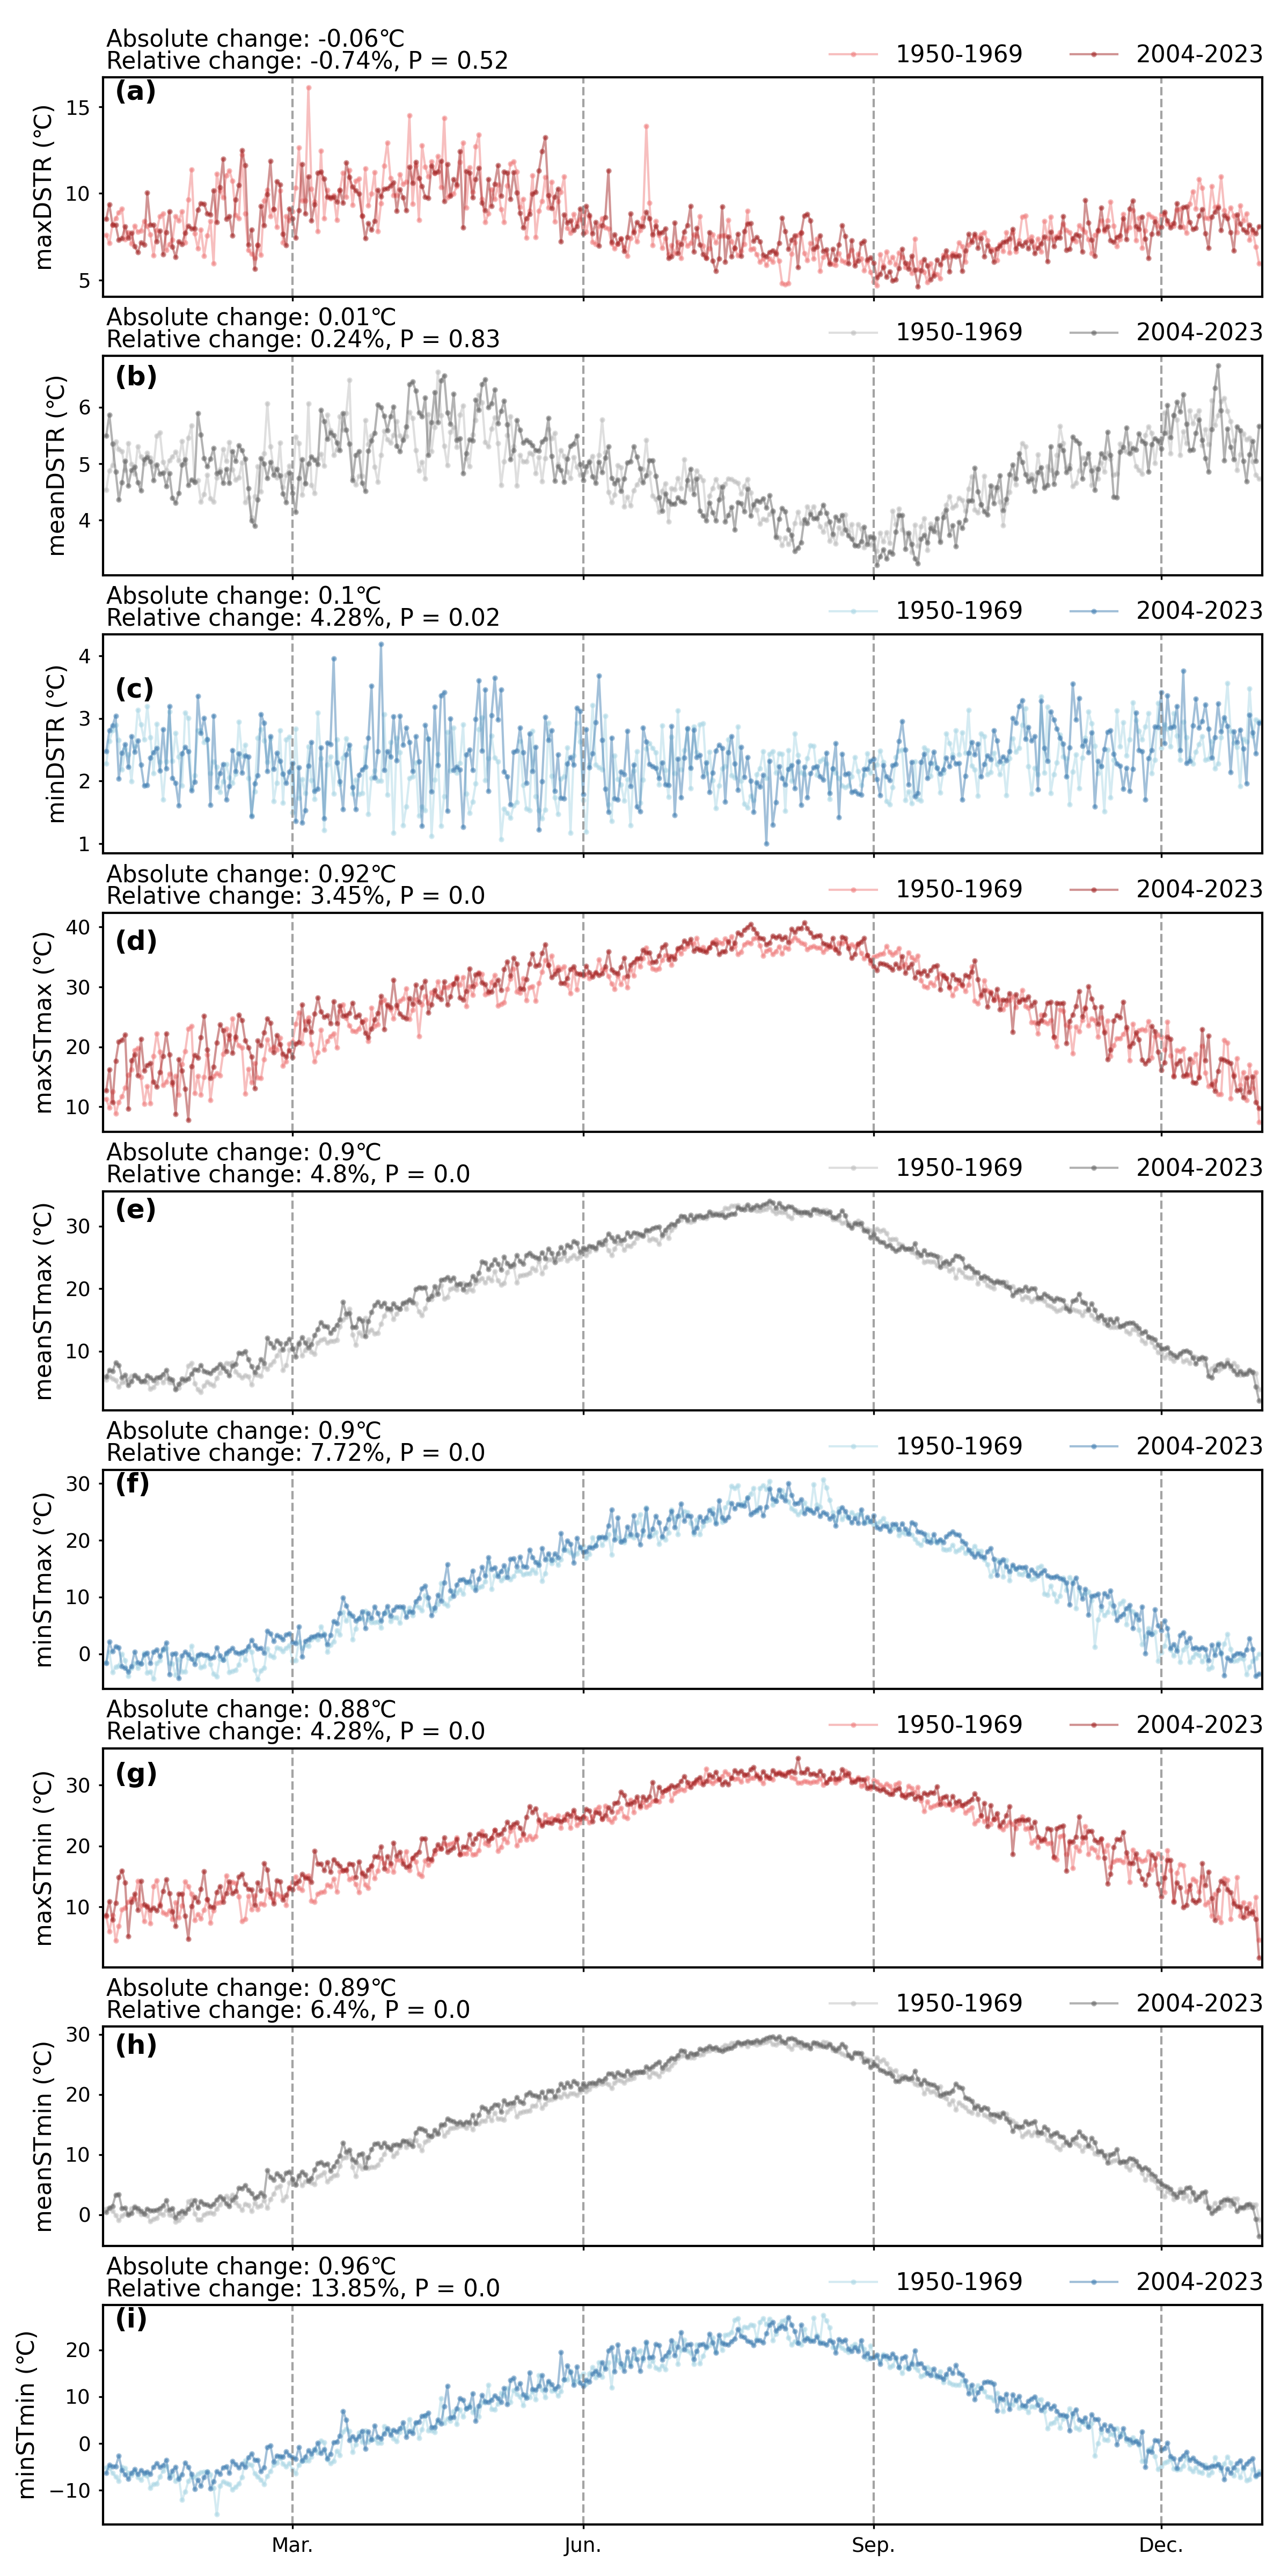 Absolute change: -0.06℃
Relative change: -0.74%, P = 0.52
1950-1969
2004-2023
(a)
maxDSTR (℃)
15
10
5
Absolute change: 0.01℃
Relative change: 0.24%, P = 0.83
1950-1969
2004-2023
(b)
meanDSTR (℃)
6
5
4
Absolute change: 0.1℃
Relative change: 4.28%, P = 0.02
1950-1969
2004-2023
(c)
minDSTR (℃)
4
3
2
1
Absolute change: 0.92℃
Relative change: 3.45%, P = 0.0
1950-1969
2004-2023
(d)
maxSTmax (℃)
40
30
20
10
Absolute change: 0.9℃
Relative change: 4.8%, P = 0.0
1950-1969
2004-2023
(e)
meanSTmax (℃)
30
20
10
Absolute change: 0.9℃
Relative change: 7.72%, P = 0.0
1950-1969
2004-2023
(f)
minSTmax (℃)
30
20
10
0
Absolute change: 0.88℃
Relative change: 4.28%, P = 0.0
1950-1969
2004-2023
(g)
maxSTmin (℃)
30
20
10
Absolute change: 0.89℃
Relative change: 6.4%, P = 0.0
1950-1969
2004-2023
(h)
meanSTmin (℃)
30
20
10
0
Absolute change: 0.96℃
Relative change: 13.85%, P = 0.0
1950-1969
2004-2023
(i)
minSTmin (℃)
20
10
0
−10
Mar.
Jun.
Sep.
Dec.